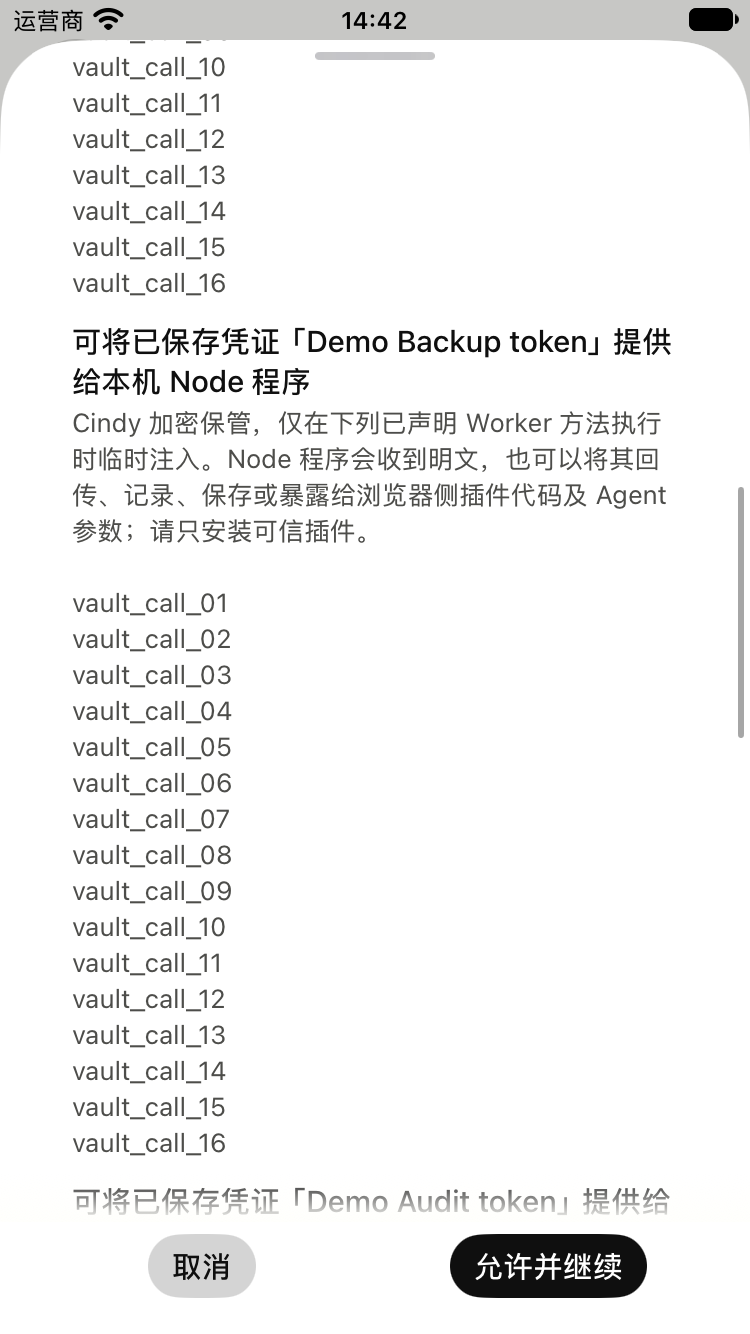 运营商
14:42
vault_call_10
vault_call_11
vault_call_12
vault_call_13
vault_call_14
vault_call_15
vault_call_16
可将已保存凭证「Demo Backup token」提供
给本机 Node 程序
Cindy 加密保管，仅在下列已声明 Worker 方法执行
时临时注入。Node 程序会收到明文，也可以将其回
传、记录、保存或暴露给浏览器侧插件代码及 Agent
参数；请只安装可信插件。
vault_call_01
vault_call_02
vault_call_03
vault_call_04
vault_call_05
vault_call_06
vault_call_07
vault_call_08
vault_call_09
vault_call_10
vault_call_11
vault_call_12
vault_call_13
vault_call_14
vault_call_15
vault_call_16
可将已保存凭证「Demo Audit token」提供给
取消
允许并继续